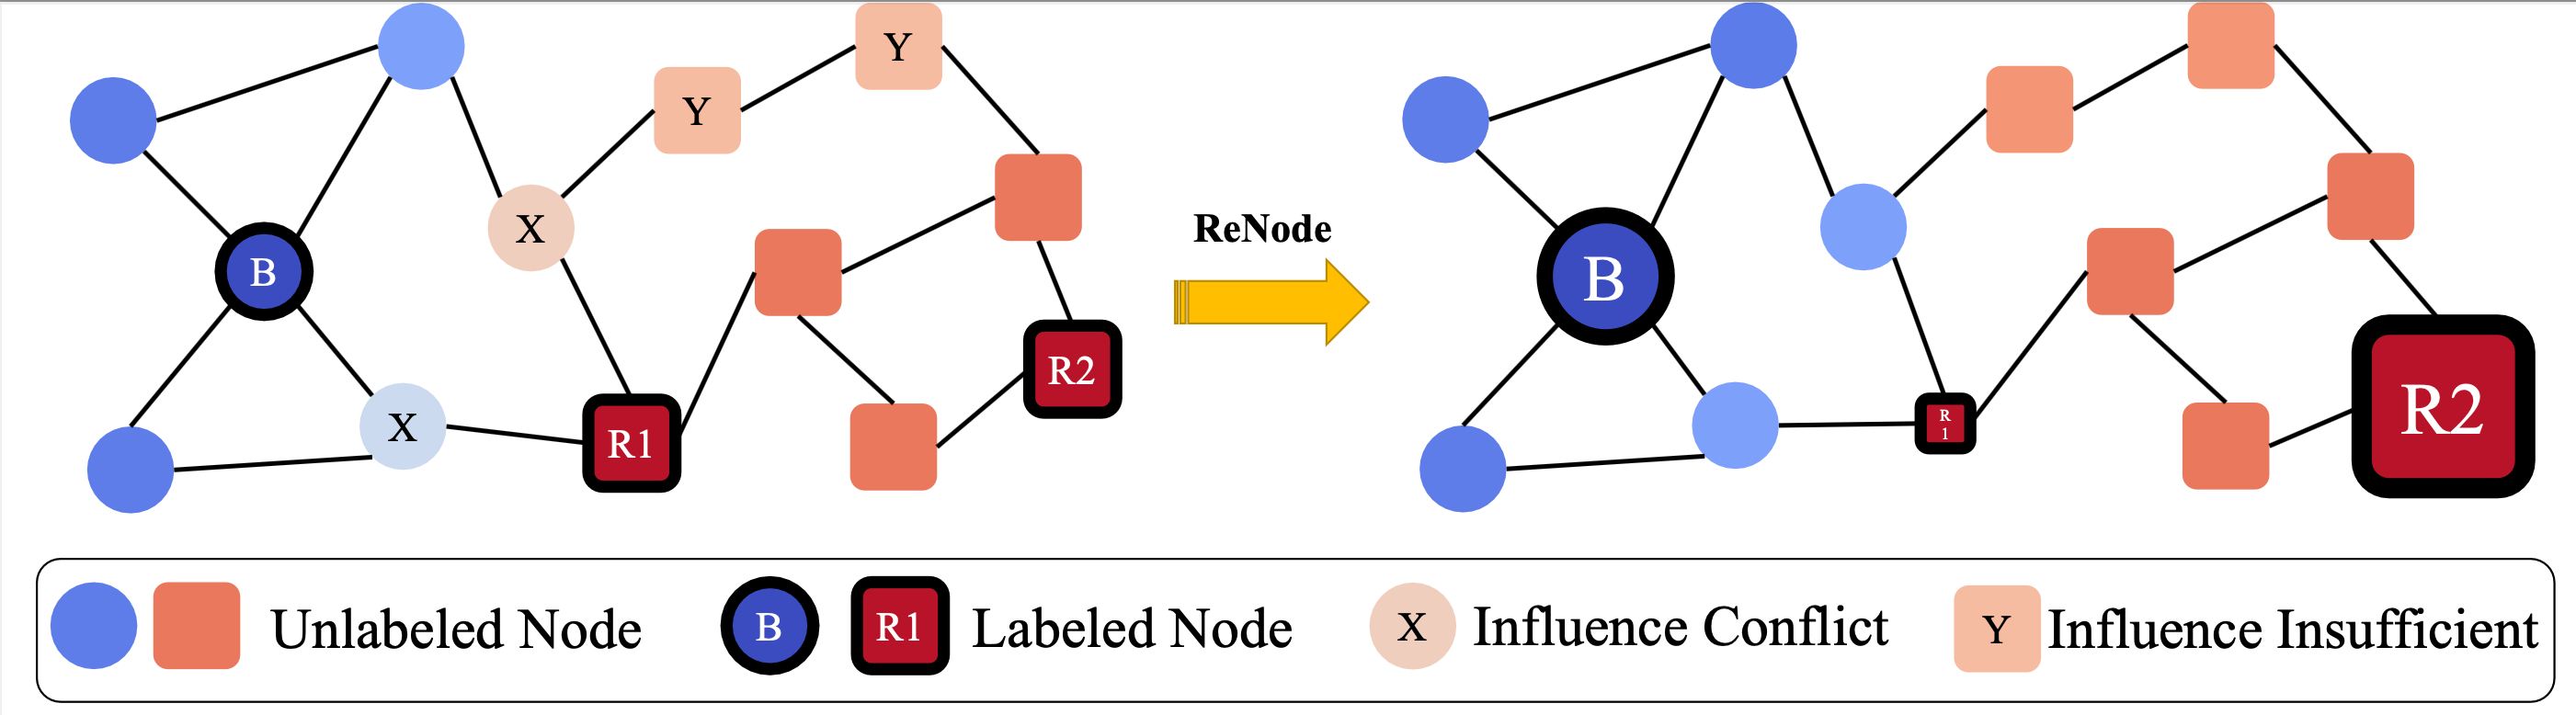 Y
Y
X
B
X
R1
R2
ReNode
B
R
1
R2
B
R1
X
Y
Unlabeled Node
Labeled Node
Influence Conflict
Influence Insufficient